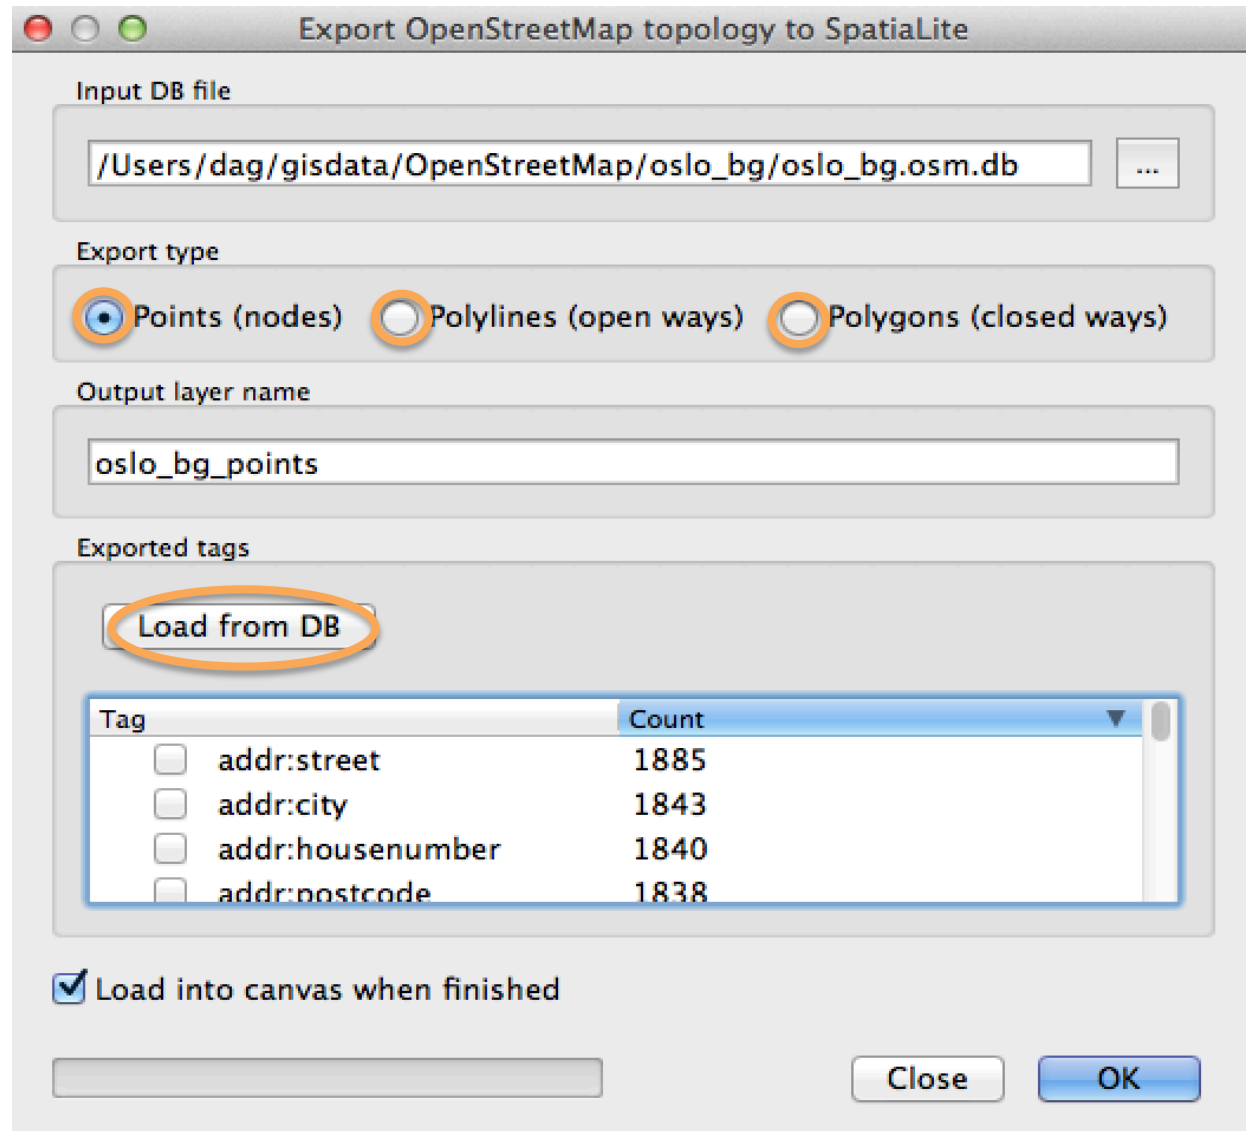 Export OpenStreetMap topology to SpatiaLite
Input DB file
/Users/dag/gisdata/OpenStreetMap/oslo_bg/oslo_bg.osm.db
...
Export type
Points (nodes) Polylines (open ways) Polygons (closed ways)
Output layer name
oslo_bg_points
Exported tags
Load from DB
Tag Count
addr:street 1885
addr:city 1843
addr:housenumber 1840
addr:postcode 1838
Load into canvas when finished
Close OK